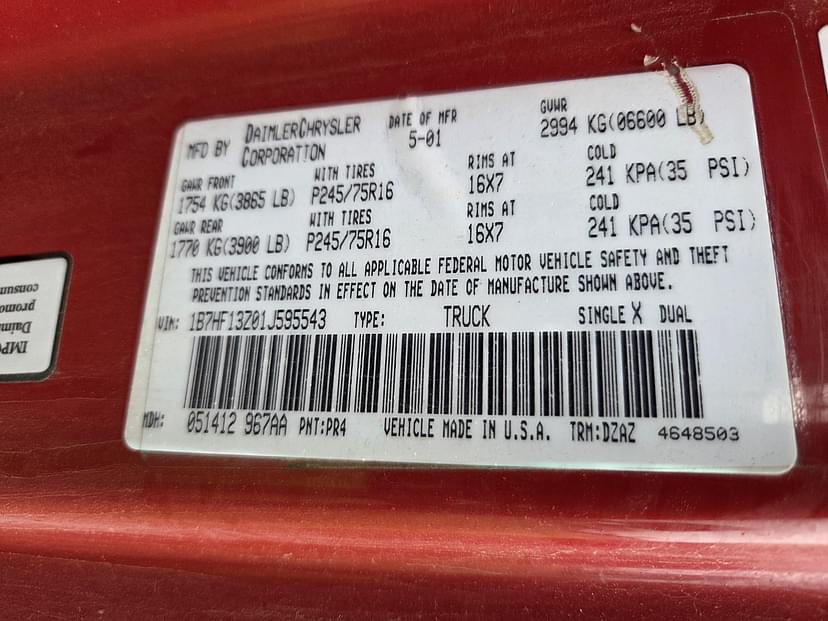 MFD BY DAIMLERCHRYSLER CORPORATION
DATE OF MFR 5-01
GVWR 2994 KG(06600 LB)
GAWR FRONT WITH TIRES RIMS AT COLD
1754 KG(3865 LB) P245/75R16 16X7 241 KPA(35 PSI)
GAWR REAR WITH TIRES RIMS AT COLD
1770 KG(3900 LB) P245/75R16 16X7 241 KPA(35 PSI)
THIS VEHICLE CONFORMS TO ALL APPLICABLE FEDERAL MOTOR VEHICLE SAFETY AND THEFT
PREVENTION STANDARDS IN EFFECT ON THE DATE OF MANUFACTURE SHOWN ABOVE.
VIN: 1B7HF13Z01J595543 TYPE: TRUCK SINGLE X DUAL
MDH: 051412 967AA PNT:PR4 VEHICLE MADE IN U.S.A. TRM:DZAZ 4648503
IMPO
Daiml
promo
consum